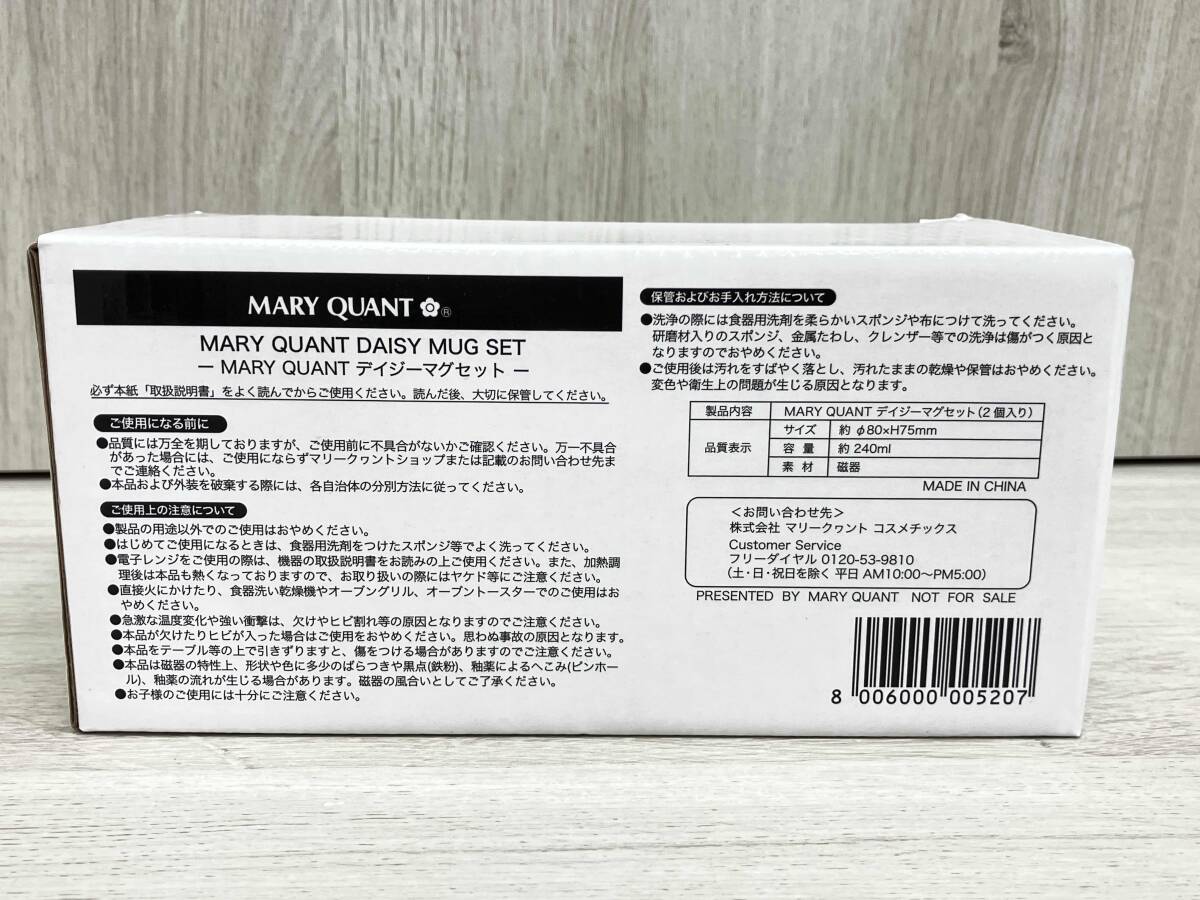 MARY QUANT ®
MARY QUANT DAISY MUG SET
— MARY QUANT デイジーマグセット —
必ず本紙「取扱説明書」をよく読んでからご使用ください。読んだ後、大切に保管してください。
ご使用になる前に
●品質には万全を期しておりますが、ご使用前に不具合がないかご確認ください。万一不具合
があった場合には、ご使用にならずマリークヮントショップまたは記載のお問い合わせ先ま
でご連絡ください。
●本品および外装を破棄する際には、各自治体の分別方法に従ってください。
ご使用上の注意について
●製品の用途以外でのご使用はおやめください。
●はじめてご使用になるときは、食器用洗剤をつけたスポンジ等でよく洗ってください。
●電子レンジをご使用の際は、機器の取扱説明書をお読みの上ご使用ください。また、加熱調
理後は本品も熱くなっておりますので、お取り扱いの際にはヤケド等にご注意ください。
●直接火にかけたり、食器洗い乾燥機やオーブングリル、オーブントースターでのご使用はお
やめください。
●急激な温度変化や強い衝撃は、欠けやヒビ割れ等の原因となりますのでご注意ください。
●本品が欠けたりヒビが入った場合はご使用をおやめください。思わぬ事故の原因となります。
●本品をテーブル等の上で引きずりますと、傷をつける場合がありますのでご注意ください。
●本品は磁器の特性上、形状や色に多少のばらつきや黒点(鉄粉)、釉薬によるへこみ(ピンホー
ル)、釉薬の流れが生じる場合があります。磁器の風合いとしてご了承ください。
●お子様のご使用には十分にご注意ください。
保管およびお手入れ方法について
●洗浄の際には食器用洗剤を柔らかいスポンジや布につけて洗ってください。
研磨材入りのスポンジ、金属たわし、クレンザー等での洗浄は傷がつく原因と
なりますのでおやめください。
●ご使用後は汚れをすばやく落とし、汚れたままの乾燥や保管はおやめください。
変色や衛生上の問題が生じる原因となります。
製品内容 MARY QUANT デイジーマグセット(2個入り)
品質表示 サイズ 約 φ80×H75mm
容 量 約 240ml
素 材 磁器
MADE IN CHINA
＜お問い合わせ先＞
株式会社 マリークヮント コスメチックス
Customer Service
フリーダイヤル 0120-53-9810
(土・日・祝日を除く 平日 AM10:00〜PM5:00)
PRESENTED BY MARY QUANT NOT FOR SALE
8 006000 005207